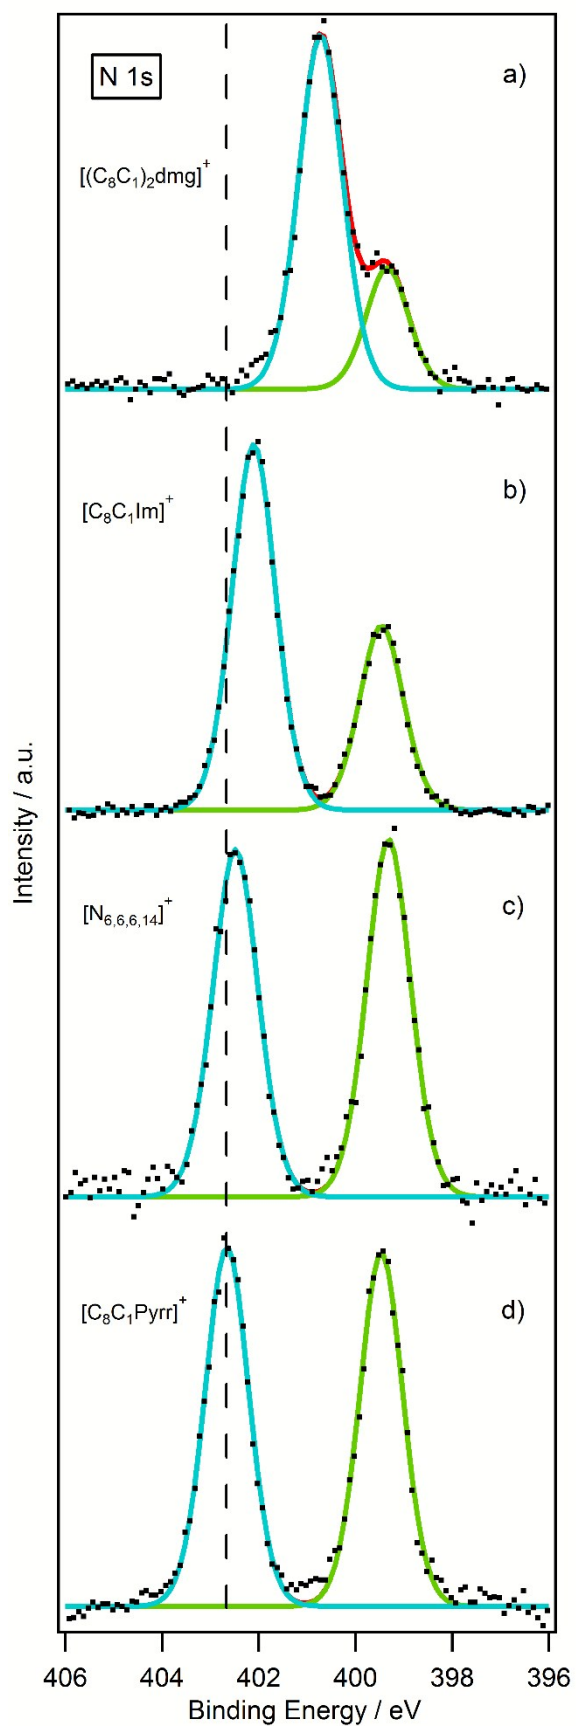 N 1s
a)
[(C₈C₁)₂dmg]⁺
b)
[C₈C₁Im]⁺
[N₆,₆,₆,₁₄]⁺
c)
[C₈C₁Pyrr]⁺
d)
Intensity / a.u.
406 404 402 400 398 396
Binding Energy / eV